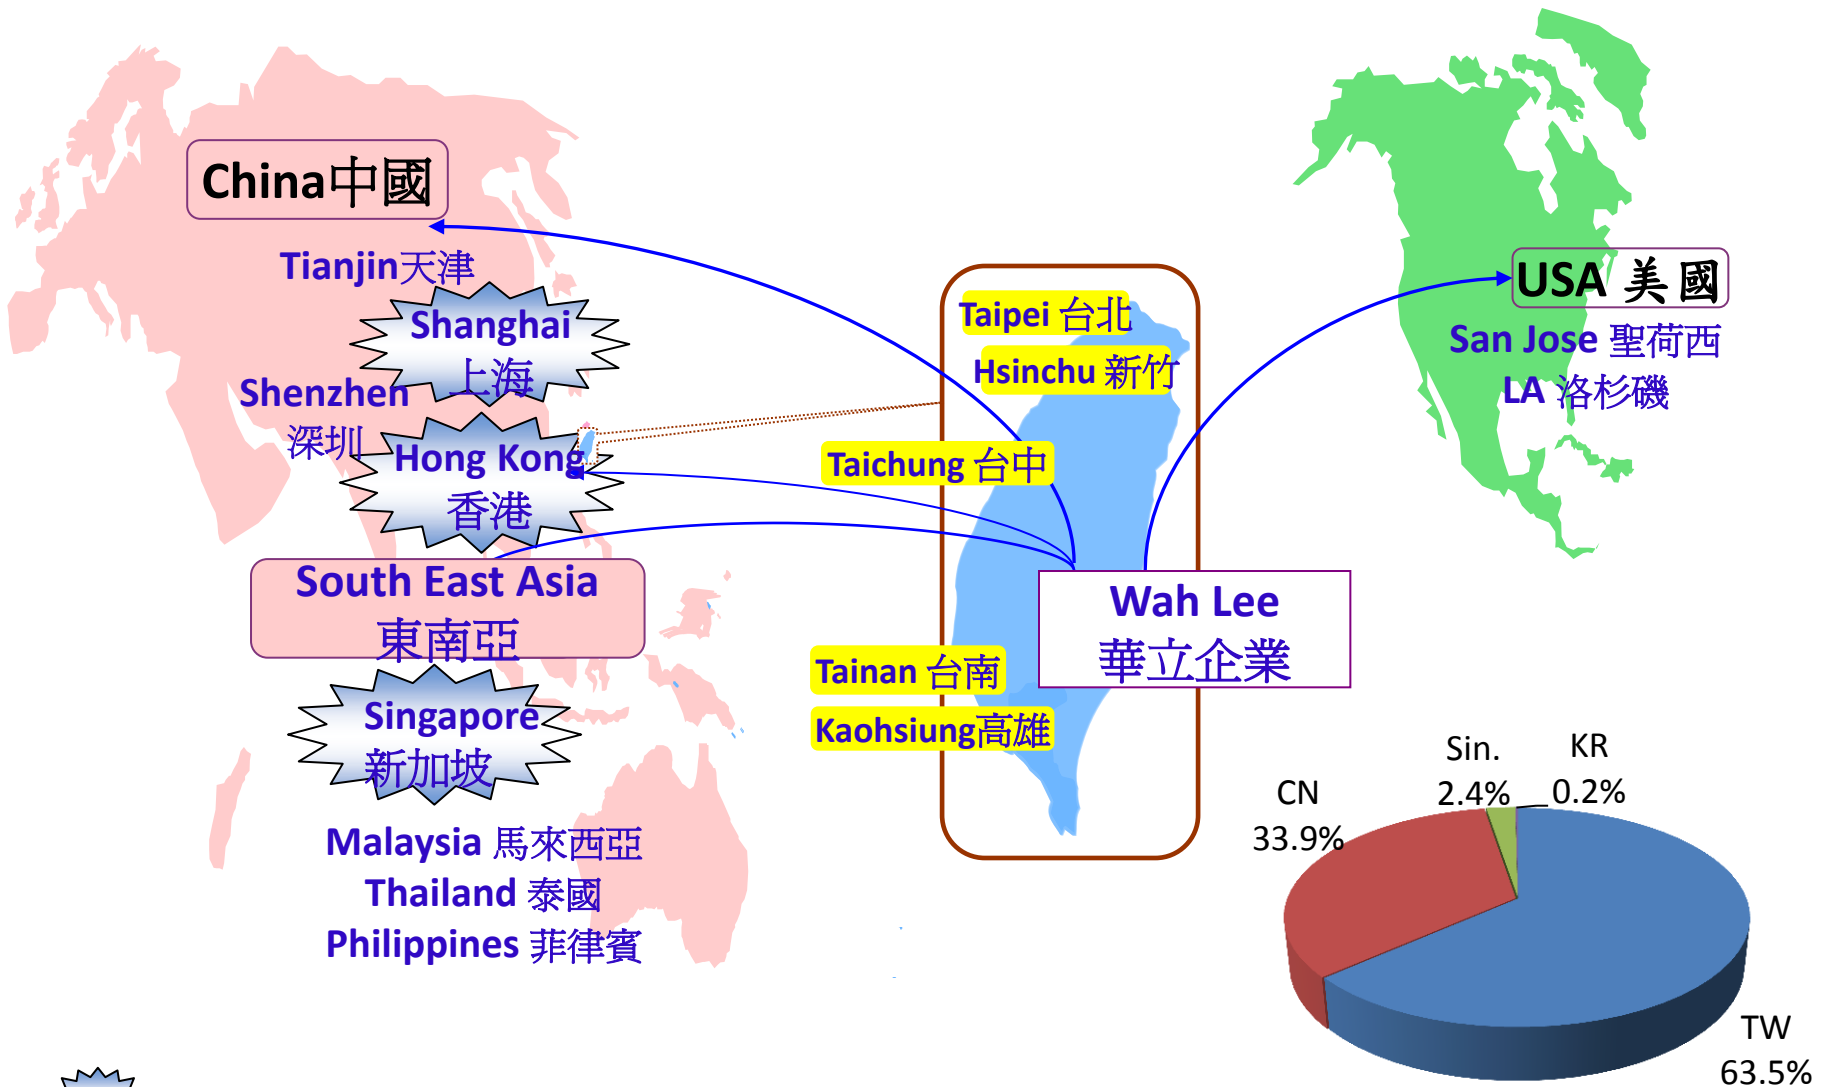 China中國
Tianjin天津
Shanghai
上海
Shenzhen
深圳
Hong Kong
香港
South East Asia
東南亞
Singapore
新加坡
Malaysia 馬來西亞
Thailand 泰國
Philippines 菲律賓
Taipei 台北
Hsinchu 新竹
Taichung 台中
Wah Lee
華立企業
Tainan 台南
Kaohsiung高雄
USA 美國
San Jose 聖荷西
LA 洛杉磯
Sin.
2.4%
KR
0.2%
CN
33.9%
TW
63.5%